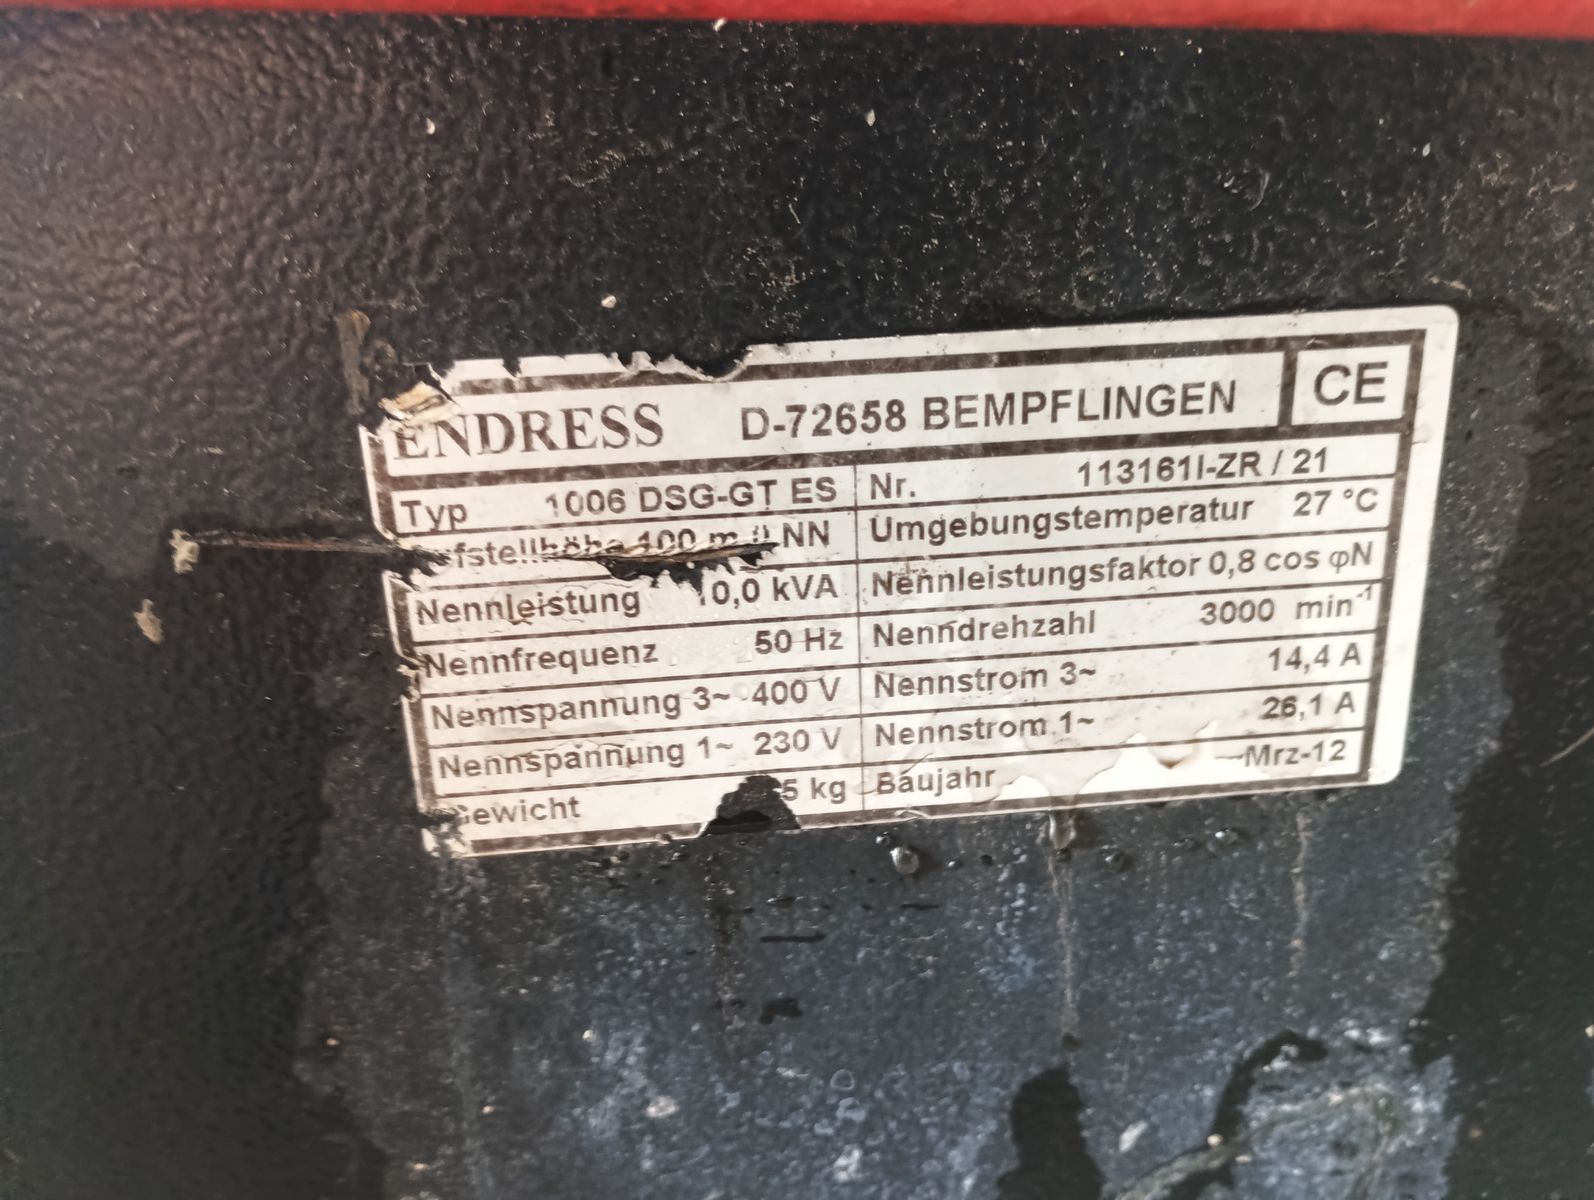 ENDRESS D-72658 BEMPFLINGEN CE
Typ 1006 DSG-GT ES Nr. 113161I-ZR / 21
100 m NN Umgebungstemperatur 27 °C
Nennleistung 10,0 kVA Nennleistungsfaktor 0,8 cos φN
Nennfrequenz 50 Hz Nenndrehzahl 3000 min⁻¹
Nennspannung 3~ 400 V Nennstrom 3~ 14,4 A
Nennspannung 1~ 230 V Nennstrom 1~ 26,1 A
Gewicht kg Baujahr Mrz-12